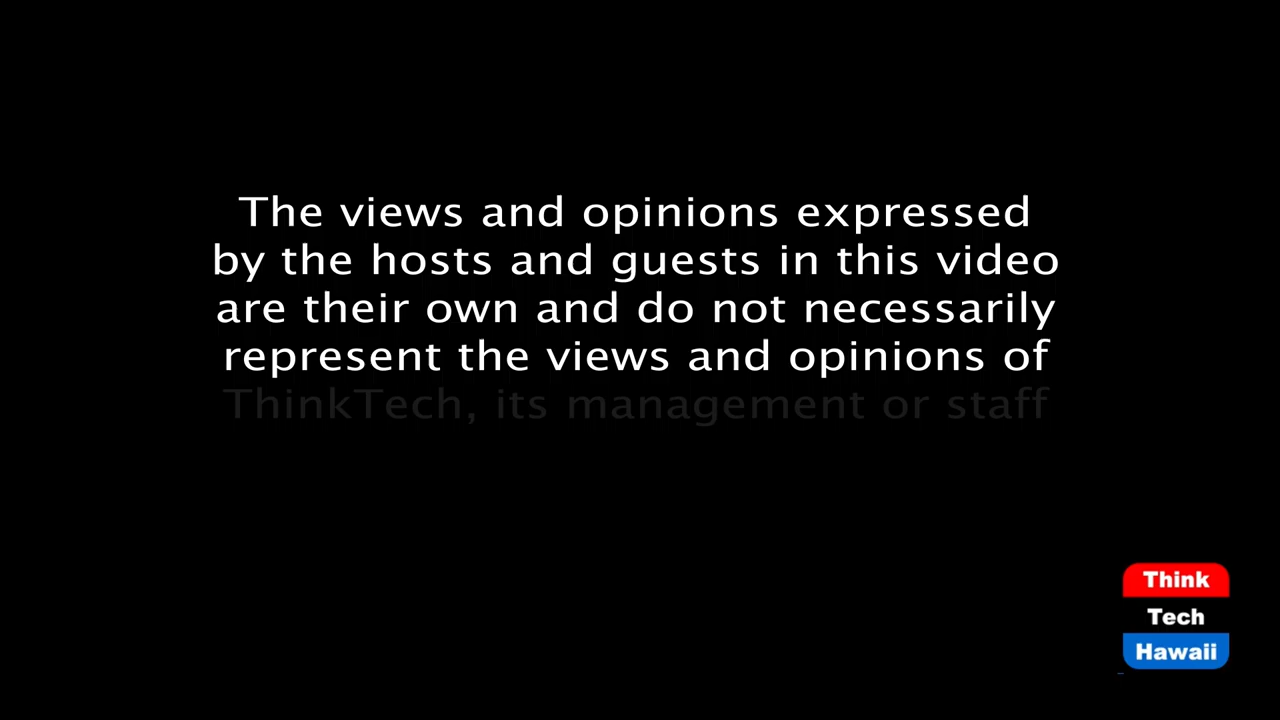 The views and opinions expressed
by the hosts and guests in this video
are their own and do not necessarily
represent the views and opinions of
ThinkTech, its management or staff
Think
Tech
Hawaii